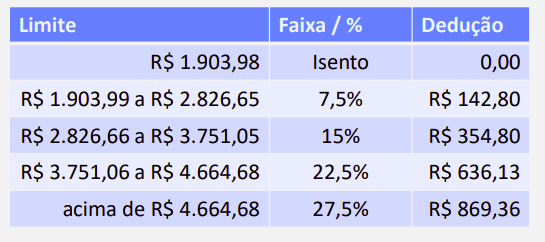 Limite Faixa / % Dedução
R$ 1.903,98 Isento 0,00
R$ 1.903,99 a R$ 2.826,65 7,5% R$ 142,80
R$ 2.826,66 a R$ 3.751,05 15% R$ 354,80
R$ 3.751,06 a R$ 4.664,68 22,5% R$ 636,13
acima de R$ 4.664,68 27,5% R$ 869,36